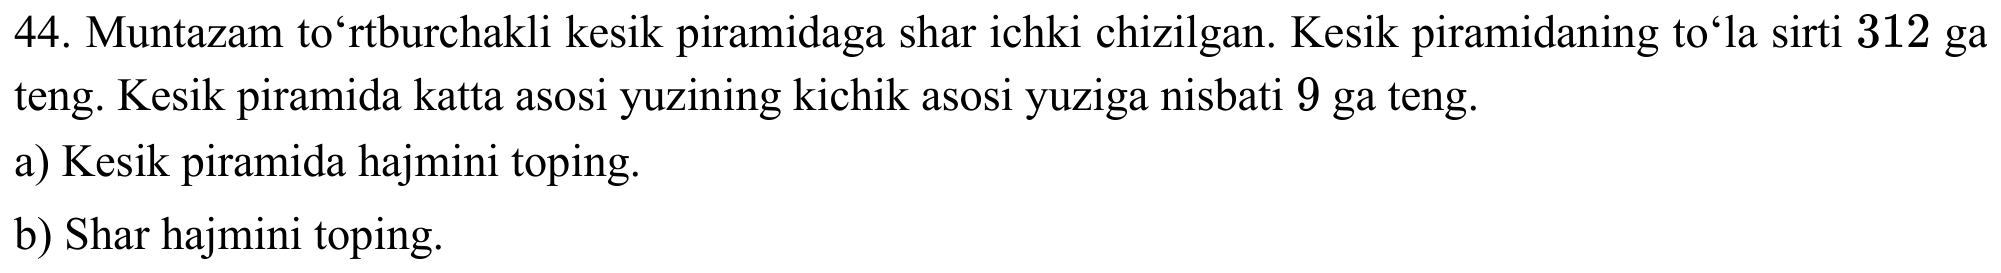 44. Muntazam to‘rtburchakli kesik piramidaga shar ichki chizilgan. Kesik piramidaning to‘la sirti 312 ga
teng. Kesik piramida katta asosi yuzining kichik asosi yuziga nisbati 9 ga teng.
a) Kesik piramida hajmini toping.
b) Shar hajmini toping.